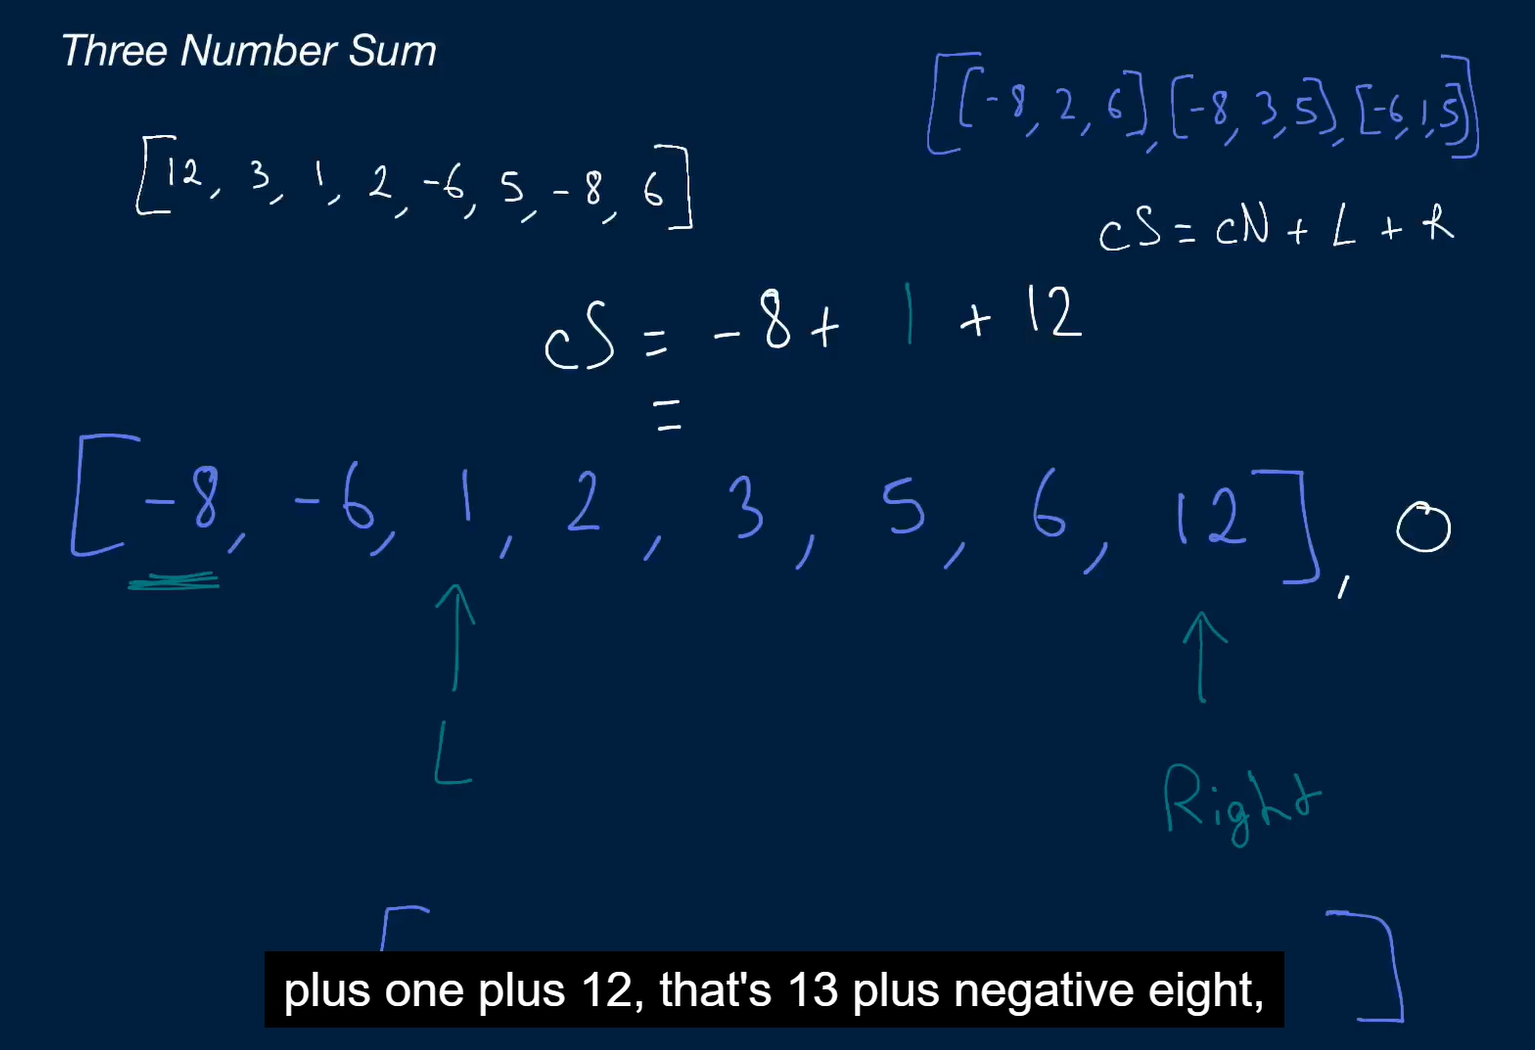 Three Number Sum
[[-8, 2, 6], [-8, 3, 5], [-6, 1, 5]]
[12, 3, 1, 2, -6, 5, -8, 6]
cS = cN + L + R
cS = -8 + 1 + 12
=
[-8, -6, 1, 2, 3, 5, 6, 12], 0
L
Right
[ ]
plus one plus 12, that's 13 plus negative eight,